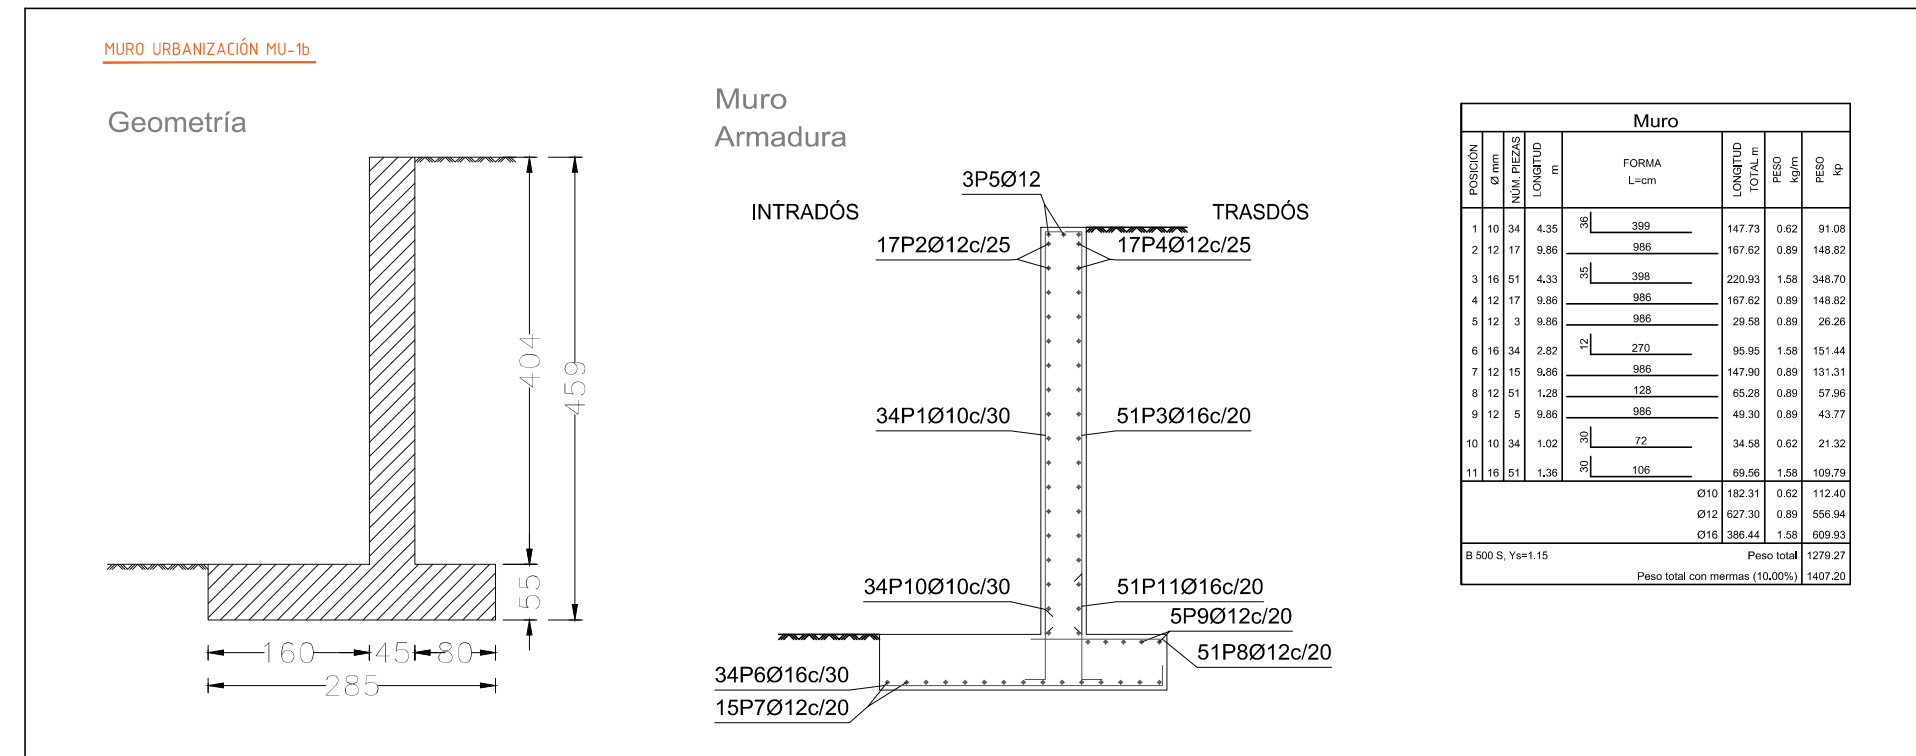 MURO URBANIZACIÓN MU-1b
Geometría
404
459
55
160
45
80
285
Muro
Armadura
INTRADÓS
TRASDÓS
3P5Ø12
17P2Ø12c/25
17P4Ø12c/25
34P1Ø10c/30
51P3Ø16c/20
34P10Ø10c/30
51P11Ø16c/20
5P9Ø12c/20
51P8Ø12c/20
34P6Ø16c/30
15P7Ø12c/20
Muro
POSICIÓN Ø mm NÚM. PIEZAS LONGITUD m FORMA L=cm LONGITUD TOTAL m PESO kg/m PESO kp
1 10 34 4.35 36 399 147.73 0.62 91.08
2 12 17 9.86 986 167.62 0.89 148.82
3 16 51 4.33 35 398 220.93 1.58 348.70
4 12 17 9.86 986 167.62 0.89 148.82
5 12 3 9.86 986 29.58 0.89 26.26
6 16 34 2.82 12 270 95.95 1.58 151.44
7 12 15 9.86 986 147.90 0.89 131.31
8 12 51 1.28 128 65.28 0.89 57.96
9 12 5 9.86 986 49.30 0.89 43.77
10 10 34 1.02 30 72 34.58 0.62 21.32
11 16 51 1.36 30 106 69.56 1.58 109.79
Ø10 182.31 0.62 112.40
Ø12 627.30 0.89 556.94
Ø16 386.44 1.58 609.93
B 500 S, Ys=1.15 Peso total 1279.27
Peso total con mermas (10.00%) 1407.20